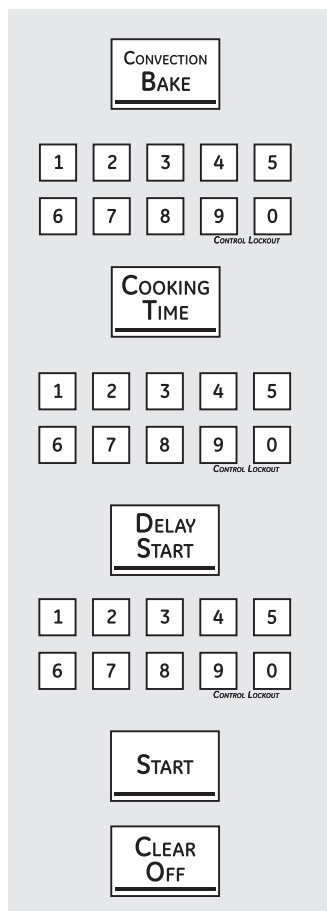 CONVECTION
BAKE
1 2 3 4 5
6 7 8 9 0
CONTROL LOCKOUT
COOKING
TIME
1 2 3 4 5
6 7 8 9 0
CONTROL LOCKOUT
DELAY
START
1 2 3 4 5
6 7 8 9 0
CONTROL LOCKOUT
START
CLEAR
OFF